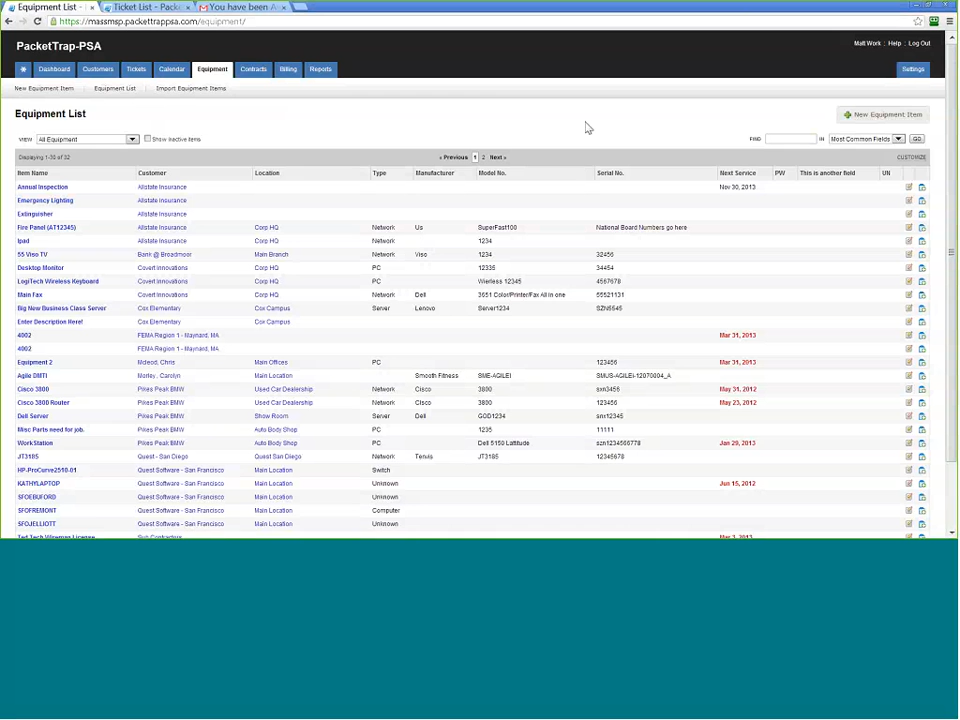 Equipment List - × Ticket List - Packe × You have been A ×
https://massmsp.packettrappsa.com/equipment/
PacketTrap-PSA Matt Work : Help : Log Out
Dashboard Customers Tickets Calendar Equipment Contracts Billing Reports Settings
New Equipment Item Equipment List Import Equipment Items
Equipment List New Equipment Item
VIEW All Equipment Show inactive items FIND IN Most Common Fields GO
« Previous 1 2 Next » CUSTOMIZE
Item Name Customer Location Type Manufacturer Model No. Serial No. Next Service PW This is another field UN
Annual Inspection Allstate Insurance Nov 30, 2013
Emergency Lighting Allstate Insurance
Extinguisher Allstate Insurance
Fire Panel (AT12345) Allstate Insurance Corp HQ Network Us SuperFast100 National Board Numbers go here
Ipad Allstate Insurance Corp HQ Network 1234
55 Viso TV Bank @ Broadmoor Main Branch Network Viso 1234 32456
Desktop Monitor Covert Innovations Corp HQ PC 12335 34454
LogiTech Wireless Keyboard Covert Innovations Corp HQ PC Wierless 12345 4567678
Main Fax Covert Innovations Corp HQ Network Dell 3651 Color/Printer/Fax All in one 55521131
Big New Business Class Server Cox Elementary Cox Campus Server Lenovo Server1234 SZN5545
Enter Description Here! Cox Elementary Cox Campus
4002 FEMA Region 1 - Maynard, MA Mar 31, 2013
4002 FEMA Region 1 - Maynard, MA
Equipment 2 Mcleod, Chris Main Offices PC 123456 Mar 31, 2013
Agile DMTI Morley, Carolyn Main Location Smooth Fitness SME-AGILEI SMUS-AGILEI-12070004_A
Cisco 3800 Pikes Peak BMW Used Car Dealership Network Cisco 3800 sxn3456 May 31, 2012
Cisco 3800 Router Pikes Peak BMW Used Car Dealership Network Cisco 3800 123456 May 23, 2012
Dell Server Pikes Peak BMW Show Room Server Dell GOD1234 snx12345
Misc Parts need for job. Pikes Peak BMW Auto Body Shop PC 1235 11111
WorkStation Pikes Peak BMW Auto Body Shop PC Dell 5150 Lattitude szn1234566778 Jan 29, 2013
JT3185 Quest - San Diego Quest San Diego Network Tervis JT3185 12345678
HP-ProCurve2510-01 Quest Software - San Francisco Main Location Switch
KATHYLAPTOP Quest Software - San Francisco Main Location Unknown Jun 15, 2012
SFOEBUFORD Quest Software - San Francisco Main Location Unknown
SFOFREMONT Quest Software - San Francisco Main Location Computer
SFOJELLIOTT Quest Software - San Francisco Main Location Unknown